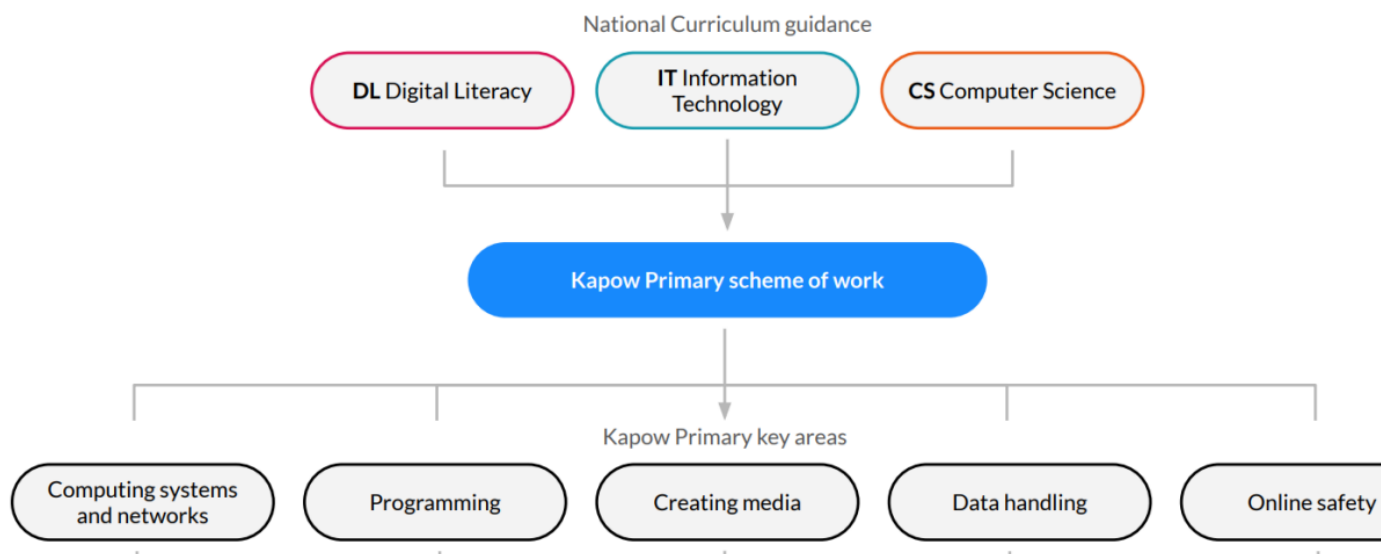 National Curriculum guidance
DL Digital Literacy
IT Information
Technology
CS Computer Science
Kapow Primary scheme of work
Kapow Primary key areas
Computing systems
and networks
Programming
Creating media
Data handling
Online safety